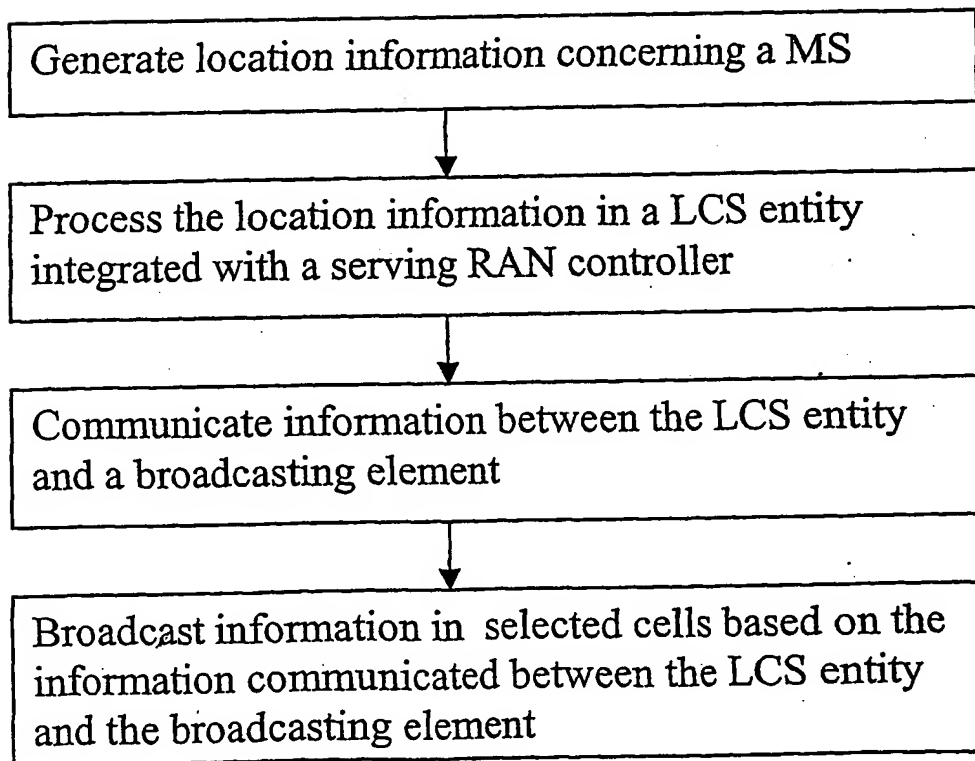 Generate location information concerning a MS
Process the location information in a LCS entity
integrated with a serving RAN controller
Communicate information between the LCS entity
and a broadcasting element
Broadcast information in selected cells based on the
information communicated between the LCS entity
and the broadcasting element